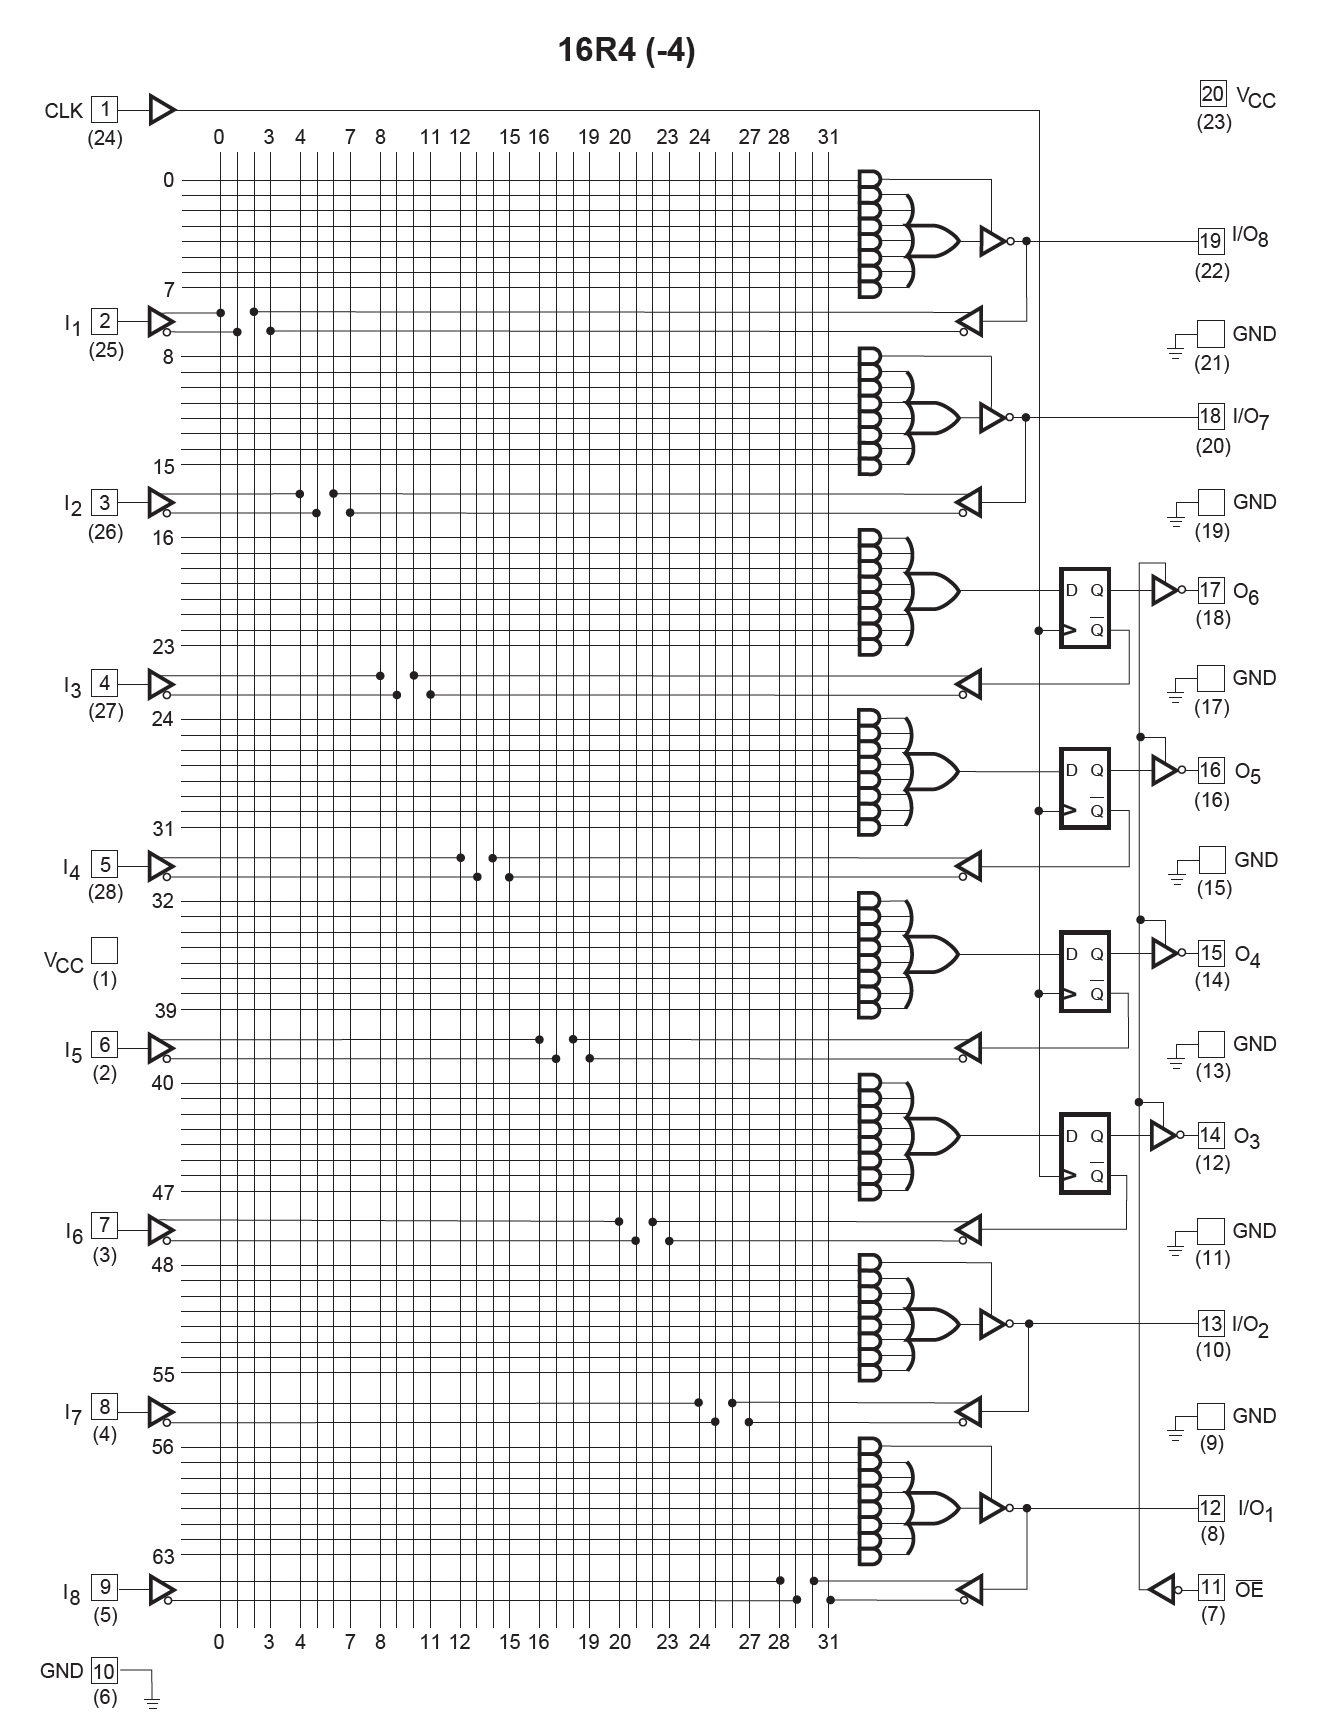 16R4 (-4)
20 VCC
(23)
CLK 1
(24)
0 3 4 7 8 11 12 15 16 19 20 23 24 27 28 31
0
19 I/O8
(22)
7
I1 2
(25)
GND
(21)
8
18 I/O7
(20)
15
I2 3
(26)
GND
(19)
16
D Q
17 O6
(18)
Q̅
23
I3 4
(27)
GND
(17)
24
D Q
16 O5
(16)
Q̅
31
I4 5
(28)
GND
(15)
32
VCC
(1)
D Q
15 O4
(14)
Q̅
39
I5 6
(2)
GND
(13)
40
D Q
14 O3
(12)
Q̅
47
I6 7
(3)
GND
(11)
48
13 I/O2
(10)
55
I7 8
(4)
GND
(9)
56
12 I/O1
(8)
63
I8 9
(5)
11 O̅E̅
(7)
0 3 4 7 8 11 12 15 16 19 20 23 24 27 28 31
GND 10
(6)